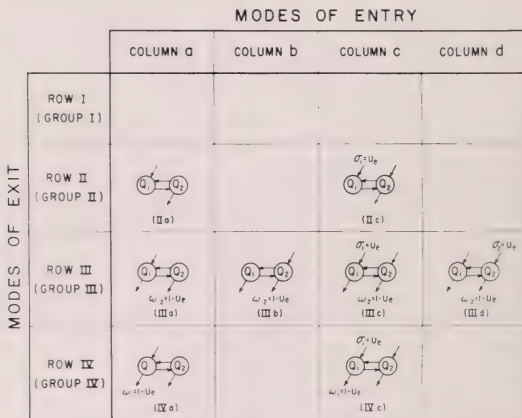 MODES OF ENTRY
COLUMN a COLUMN b COLUMN c COLUMN d
MODES OF EXIT
ROW I
(GROUP I)
ROW II
(GROUP II)
Q₁ Q₂
(IIa)
σ₁=Ue
Q₁ Q₂
(IIc)
ROW III
(GROUP III)
Q₁ Q₂
ω₂=1-Ue
(IIIa)
Q₁ Q₂
ω₂=1-Ue
(IIIb)
σ₁=Ue
Q₁ Q₂
ω₂=1-Ue
(IIIc)
σ₂=Ue
Q₁ Q₂
ω₂=1-Ue
(IIId)
ROW IV
(GROUP IV)
Q Q₂
ω₁=1-Ue
(IVa)
σ₁=Ue
Q₁ Q₂
ω₁=1-Ue
(IVc)